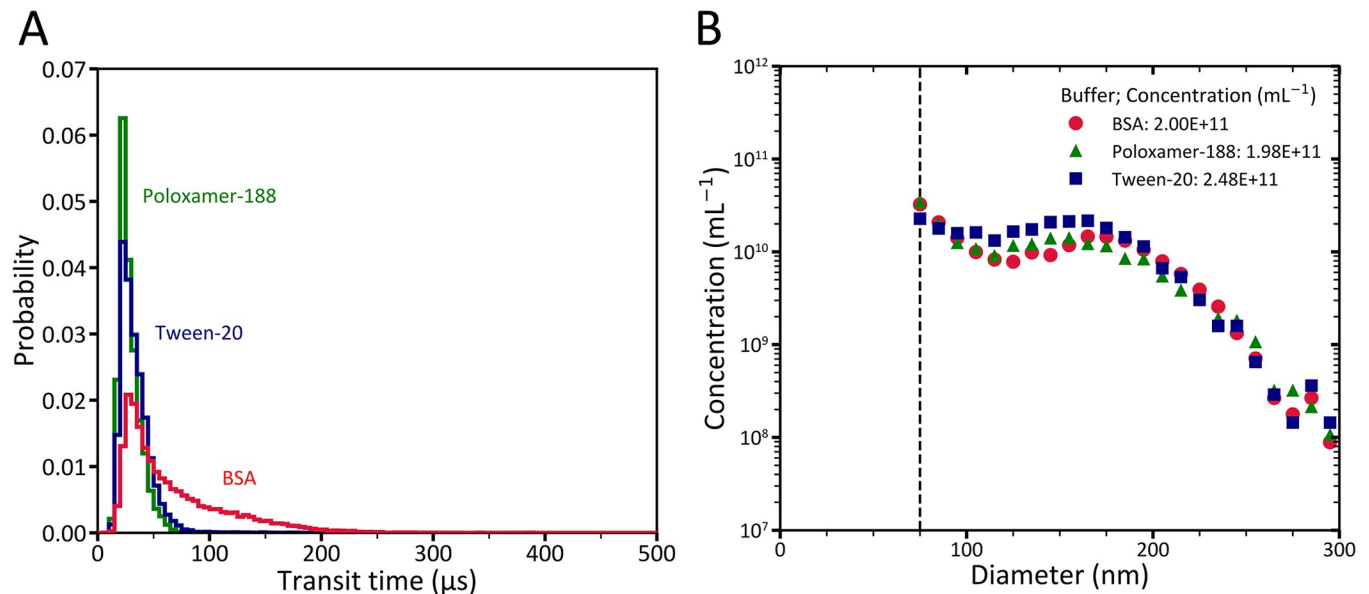 A
0.07
0.06
0.05
0.04
0.03
0.02
0.01
0.00
Probability
Poloxamer-188
Tween-20
BSA
0 100 200 300 400 500
Transit time (μs)
B
10¹²
10¹¹
10¹⁰
10⁹
10⁸
10⁷
Concentration (mL⁻¹)
Buffer; Concentration (mL⁻¹)
BSA: 2.00E+11
Poloxamer-188: 1.98E+11
Tween-20: 2.48E+11
0 100 200 300
Diameter (nm)